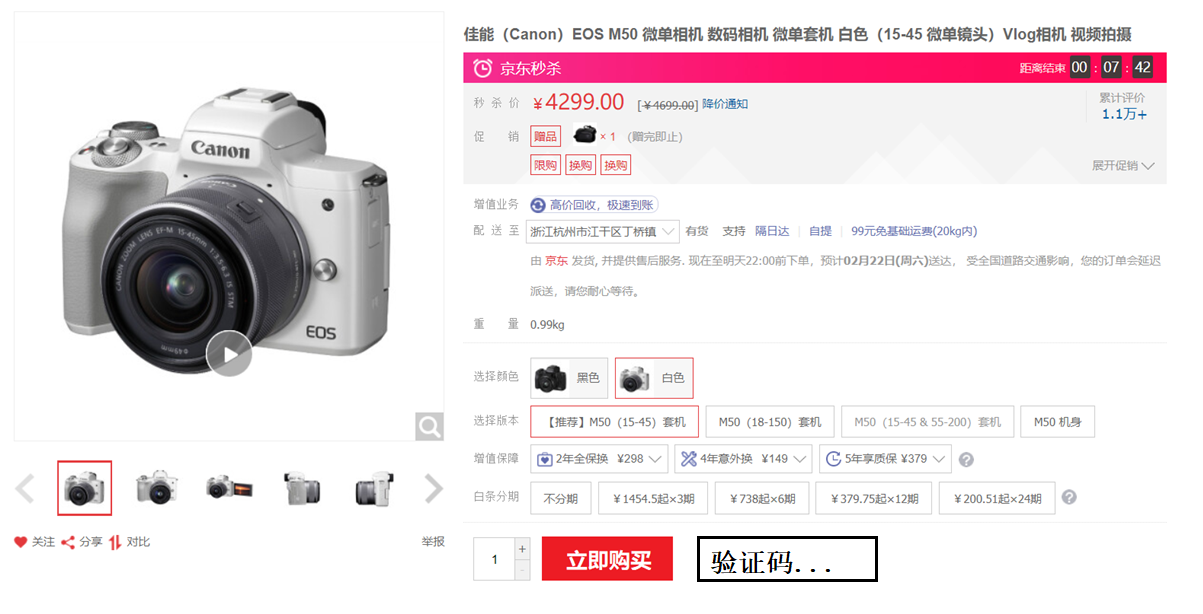 佳能（Canon）EOS M50 微单相机 数码相机 微单套机 白色（15-45 微单镜头）Vlog相机 视频拍摄
京东秒杀 距离结束 00 : 07 : 42
秒杀价 ￥4299.00 [￥4699.00] 降价通知 累计评价
1.1万+
促销 赠品 × 1 （赠完即止）
限购 换购 换购 展开促销
增值业务 高价回收，极速到账
配送至 浙江杭州市江干区丁桥镇 有货 支持 隔日达 | 自提 | 99元免基础运费(20kg内)
由 京东 发货, 并提供售后服务. 现在至明天22:00前下单，预计02月22日(周六)送达， 受全国道路交通影响，您的订单会延迟
派送，请您耐心等待。
重量 0.99kg
选择颜色 黑色 白色
选择版本 【推荐】M50（15-45）套机 M50（18-150）套机 M50（15-45 & 55-200）套机 M50 机身
增值保障 2年全保换 ¥298 4年意外换 ¥149 5年享质保 ¥379 ?
白条分期 不分期 ￥1454.5起×3期 ￥738起×6期 ￥379.75起×12期 ￥200.51起×24期 ?
1 + - 立即购买 验证码...
Canon
EOS
CANON ZOOM LENS EF-M 15-45mm 1:3.5-6.3 IS STM
Ø49mm
关注 分享 对比 举报